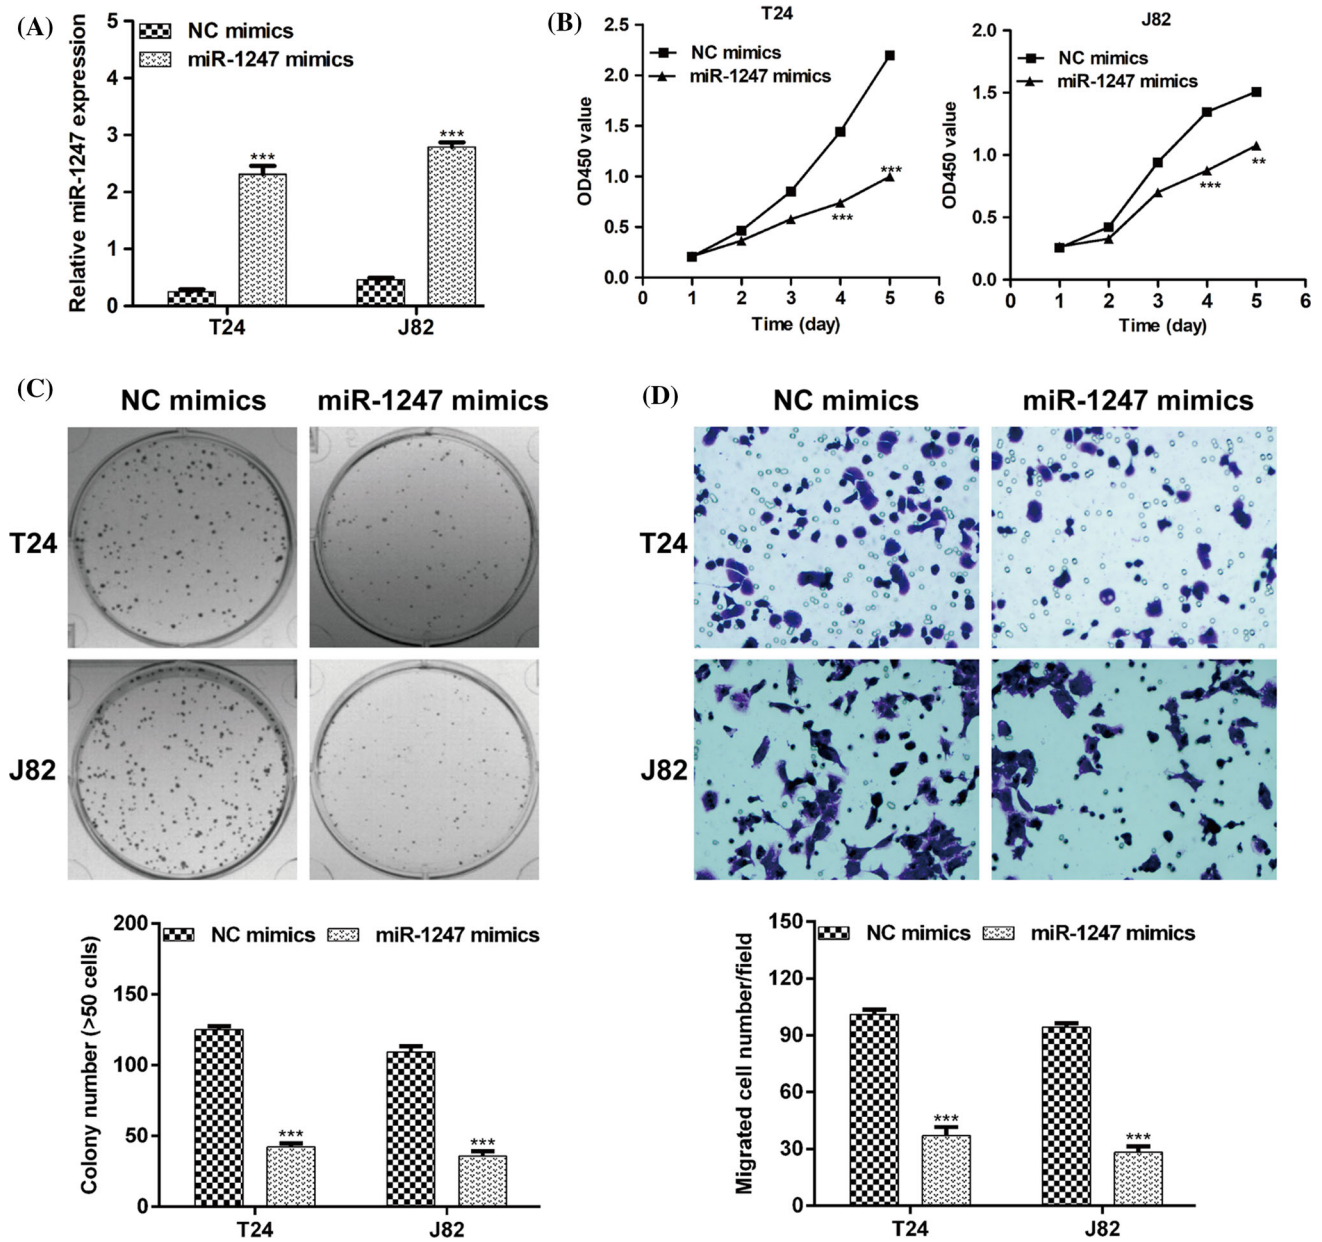 (A)
Relative miR-1247 expression
5
4
3
2
1
0
NC mimics
miR-1247 mimics
***
***
T24
J82
(B)
T24
OD450 value
2.5
2.0
1.5
1.0
0.5
0.0
NC mimics
miR-1247 mimics
***
***
0 1 2 3 4 5 6
Time (day)
J82
OD450 value
2.0
1.5
1.0
0.5
0.0
NC mimics
miR-1247 mimics
***
**
0 1 2 3 4 5 6
Time (day)
(C)
NC mimics miR-1247 mimics
T24
J82
Colony number (>50 cells)
200
150
100
50
0
NC mimics miR-1247 mimics
***
***
T24
J82
(D)
NC mimics miR-1247 mimics
T24
J82
Migrated cell number/field
150
120
90
60
30
0
NC mimics miR-1247 mimics
***
***
T24
J82